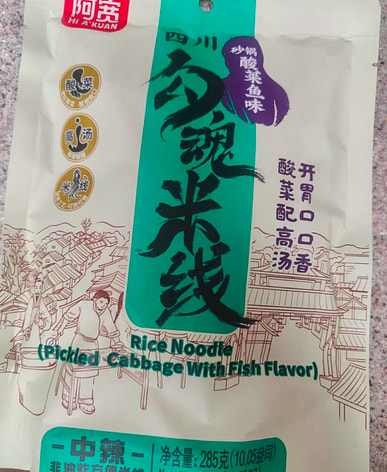 阿宽
HI A'KUAN
四川
砂锅
酸菜鱼味
勾魂米线
酸菜
高汤
米线
开胃口口香
酸菜配高汤
Rice Noodle
(Pickled Cabbage With Fish Flavor)
中辣
净含量: 285克(10.05盎司)